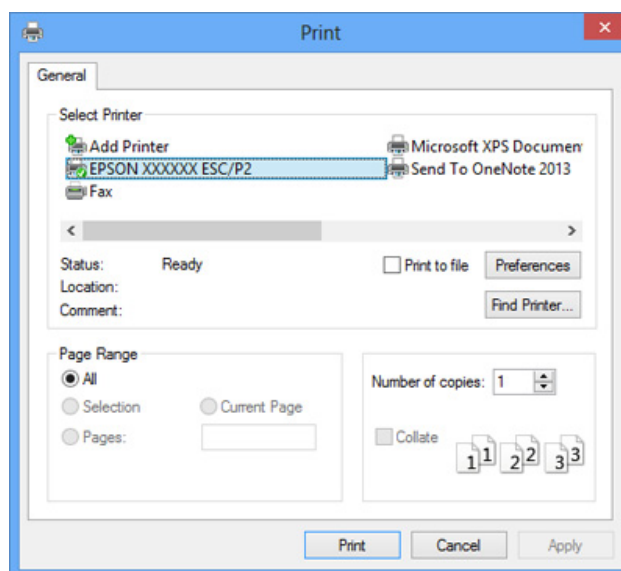 Print
General
Select Printer
Add Printer
Microsoft XPS Documen
EPSON XXXXXX ESC/P2
Send To OneNote 2013
Fax
Status: Ready
Print to file
Preferences
Location:
Comment:
Find Printer...
Page Range
All
Selection
Current Page
Pages:
Number of copies: 1
Collate
1 1 2 2 3 3
Print
Cancel
Apply